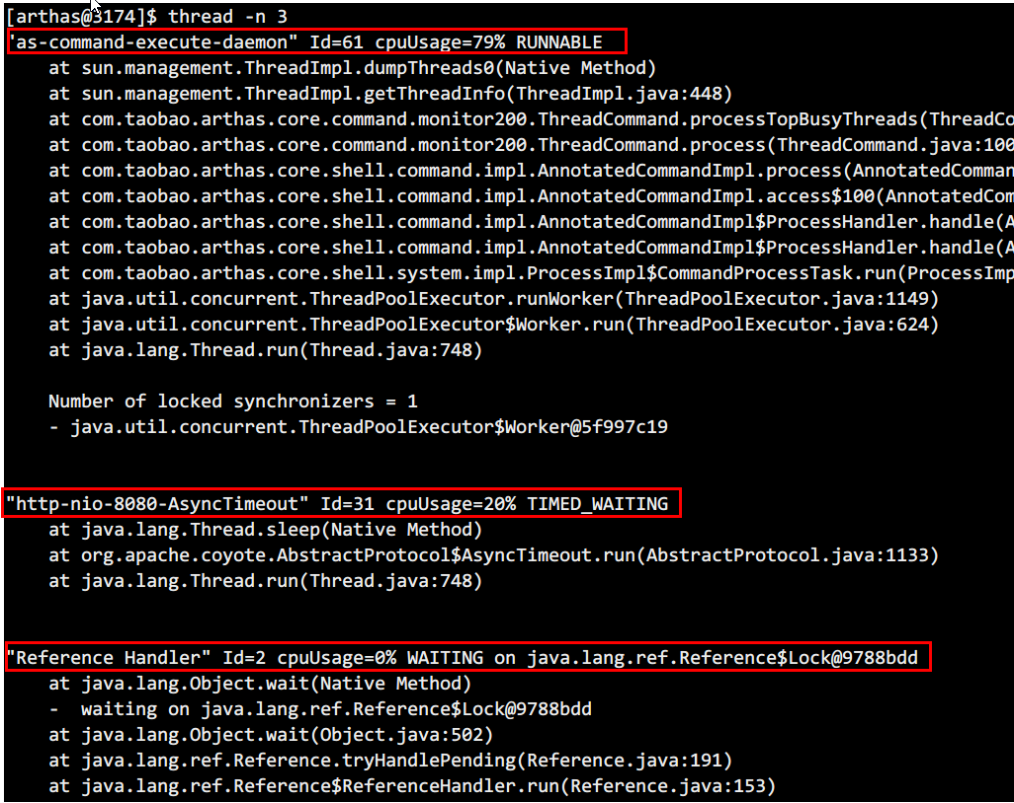 [arthas@3174]$ thread -n 3
"as-command-execute-daemon" Id=61 cpuUsage=79% RUNNABLE
at sun.management.ThreadImpl.dumpThreads0(Native Method)
at sun.management.ThreadImpl.getThreadInfo(ThreadImpl.java:448)
at com.taobao.arthas.core.command.monitor200.ThreadCommand.processTopBusyThreads(ThreadCo
at com.taobao.arthas.core.command.monitor200.ThreadCommand.process(ThreadCommand.java:100
at com.taobao.arthas.core.shell.command.impl.AnnotatedCommandImpl.process(AnnotatedComman
at com.taobao.arthas.core.shell.command.impl.AnnotatedCommandImpl.access$100(AnnotatedCom
at com.taobao.arthas.core.shell.command.impl.AnnotatedCommandImpl$ProcessHandler.handle(A
at com.taobao.arthas.core.shell.command.impl.AnnotatedCommandImpl$ProcessHandler.handle(A
at com.taobao.arthas.core.shell.system.impl.ProcessImpl$CommandProcessTask.run(ProcessImp
at java.util.concurrent.ThreadPoolExecutor.runWorker(ThreadPoolExecutor.java:1149)
at java.util.concurrent.ThreadPoolExecutor$Worker.run(ThreadPoolExecutor.java:624)
at java.lang.Thread.run(Thread.java:748)
Number of locked synchronizers = 1
- java.util.concurrent.ThreadPoolExecutor$Worker@5f997c19
"http-nio-8080-AsyncTimeout" Id=31 cpuUsage=20% TIMED_WAITING
at java.lang.Thread.sleep(Native Method)
at org.apache.coyote.AbstractProtocol$AsyncTimeout.run(AbstractProtocol.java:1133)
at java.lang.Thread.run(Thread.java:748)
"Reference Handler" Id=2 cpuUsage=0% WAITING on java.lang.ref.Reference$Lock@9788bdd
at java.lang.Object.wait(Native Method)
- waiting on java.lang.ref.Reference$Lock@9788bdd
at java.lang.Object.wait(Object.java:502)
at java.lang.ref.Reference.tryHandlePending(Reference.java:191)
at java.lang.ref.Reference$ReferenceHandler.run(Reference.java:153)